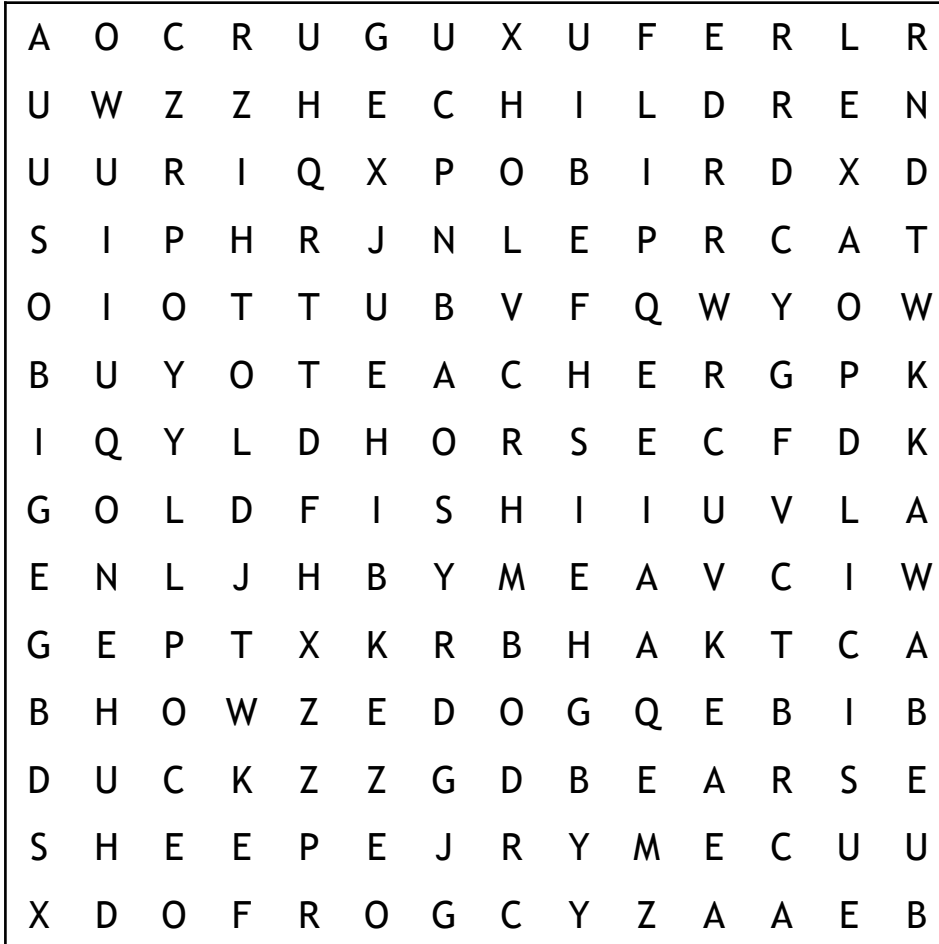 A O C R U G U X U F E R L R
U W Z Z H E C H I L D R E N
U U R I Q X P O B I R D X D
S I P H R J N L E P R C A T
O I O T T U B V F Q W Y O W
B U Y O T E A C H E R G P K
I Q Y L D H O R S E C F D K
G O L D F I S H I I U V L A
E N L J H B Y M E A V C I W
G E P T X K R B H A K T C A
B H O W Z E D O G Q E B I B
D U C K Z Z G D B E A R S E
S H E E P E J R Y M E C U U
X D O F R O G C Y Z A A E B